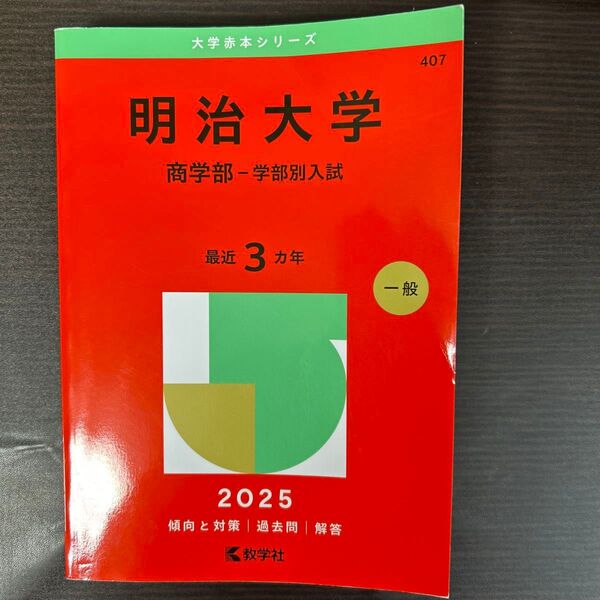 大学赤本シリーズ
407
明治大学
商学部-学部別入試
最近3カ年
一般
2025
傾向と対策|過去問|解答
教学社